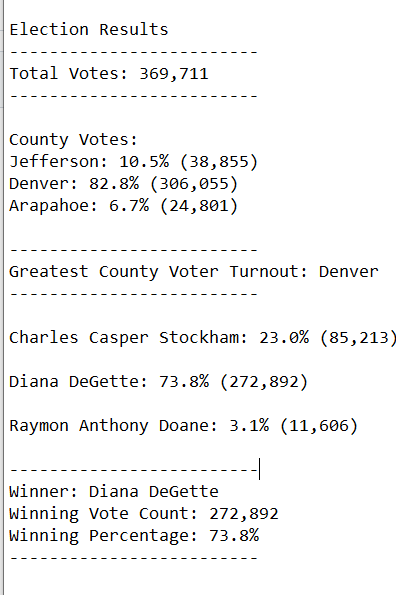 Election Results
-------------------------
Total Votes: 369,711
-------------------------
County Votes:
Jefferson: 10.5% (38,855)
Denver: 82.8% (306,055)
Arapahoe: 6.7% (24,801)
-------------------------
Greatest County Voter Turnout: Denver
-------------------------
Charles Casper Stockham: 23.0% (85,213)
Diana DeGette: 73.8% (272,892)
Raymon Anthony Doane: 3.1% (11,606)
-------------------------
Winner: Diana DeGette
Winning Vote Count: 272,892
Winning Percentage: 73.8%
-------------------------